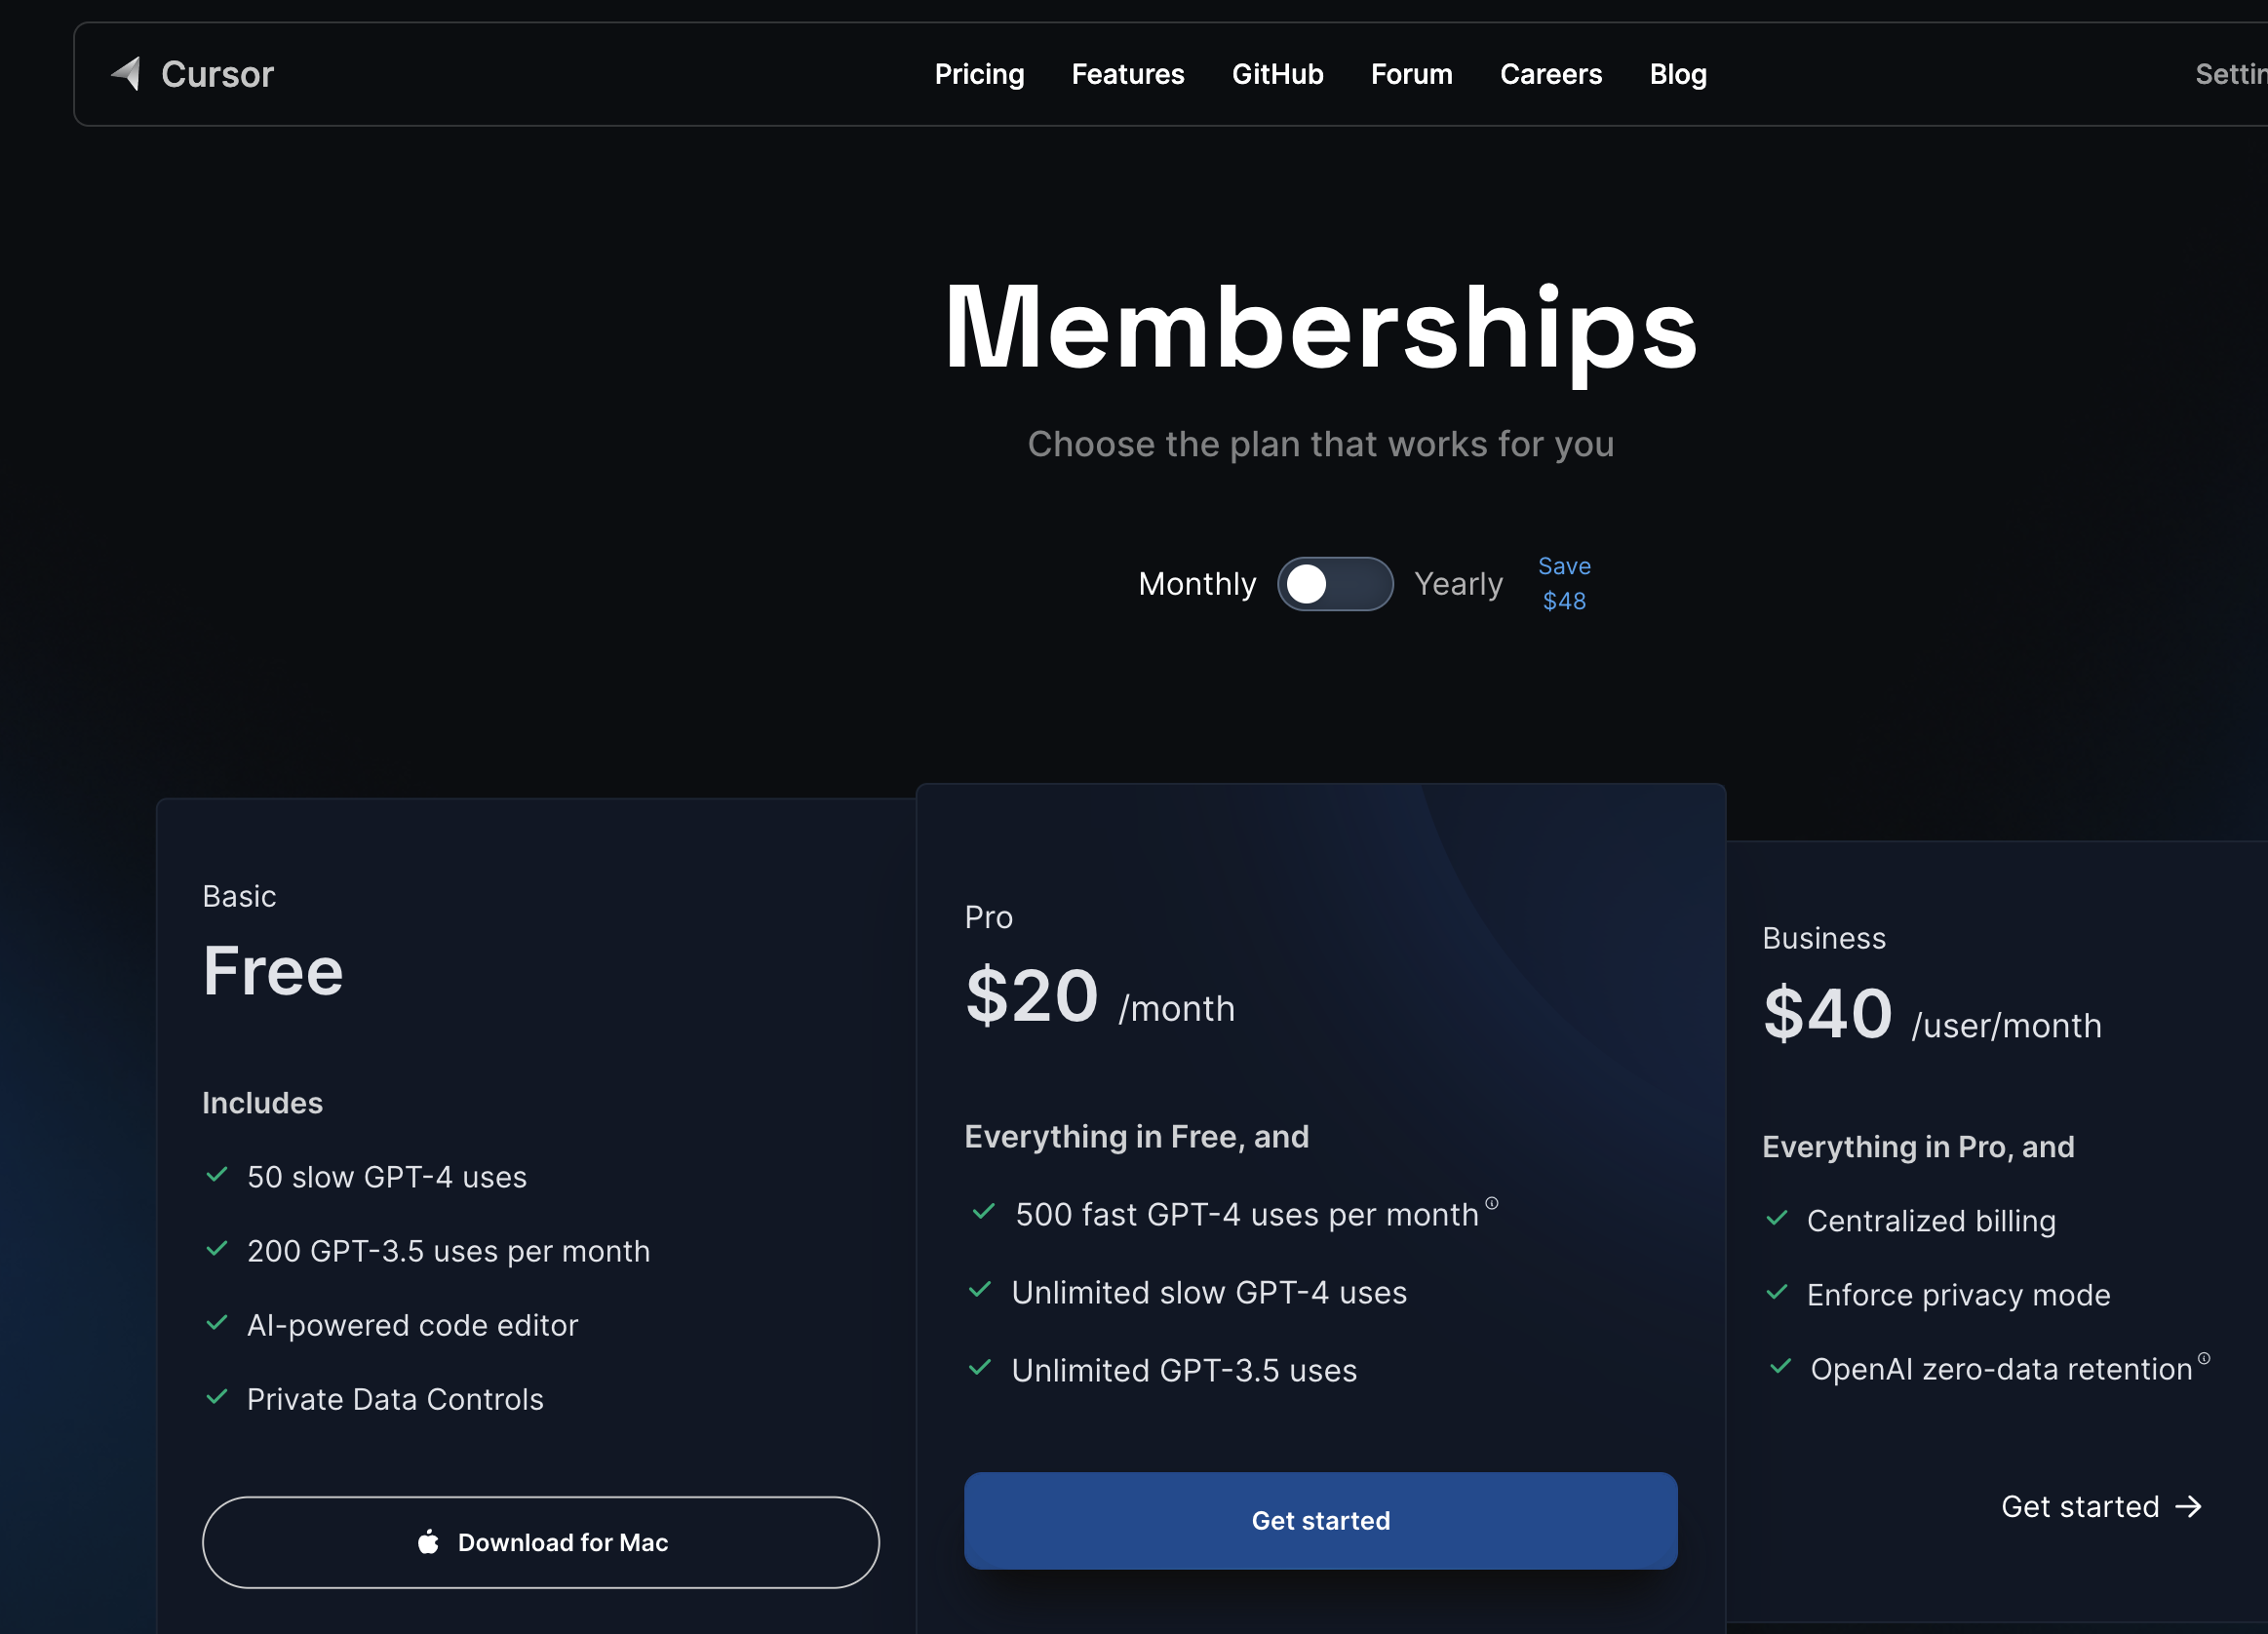 Cursor
Pricing
Features
GitHub
Forum
Careers
Blog
Memberships
Choose the plan that works for you
Monthly
Yearly
Save
$48
Basic
Free
Includes
50 slow GPT-4 uses
200 GPT-3.5 uses per month
AI-powered code editor
Private Data Controls
Download for Mac
Pro
$20 /month
Everything in Free, and
500 fast GPT-4 uses per month
Unlimited slow GPT-4 uses
Unlimited GPT-3.5 uses
Get started
Business
$40 /user/month
Everything in Pro, and
Centralized billing
Enforce privacy mode
OpenAI zero-data retention
Get started →